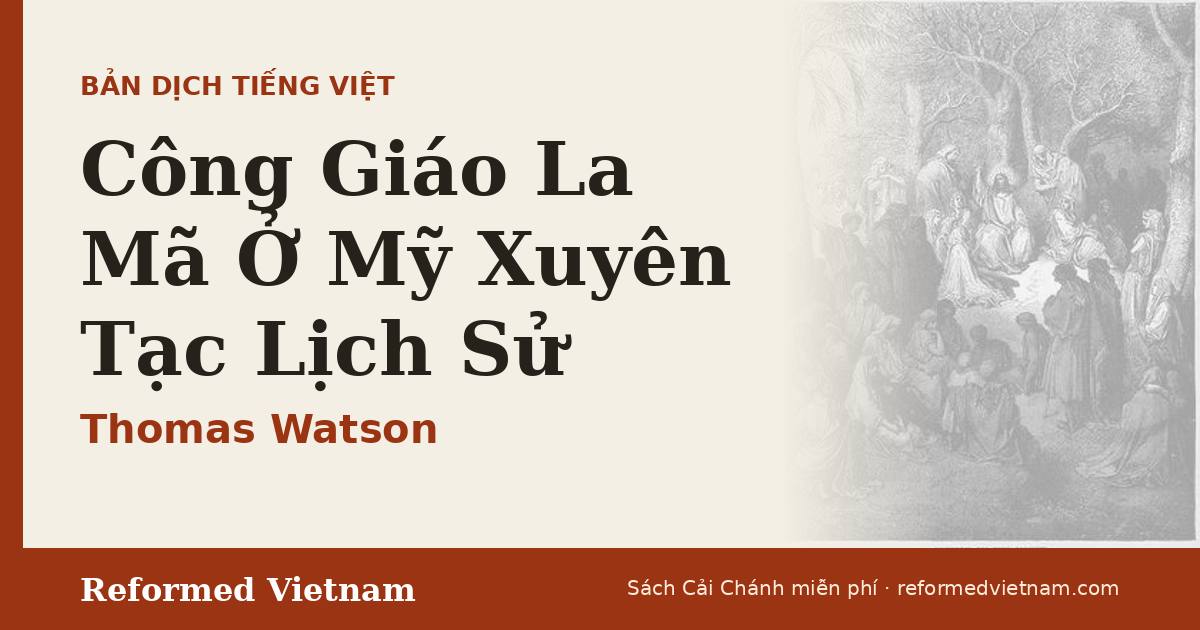 BẢN DỊCH TIẾNG VIỆT
Công Giáo La
Mã Ở Mỹ Xuyên
Tạc Lịch Sử
Thomas Watson
Reformed Vietnam
Sách Cải Chánh miễn phí · reformedvietnam.com